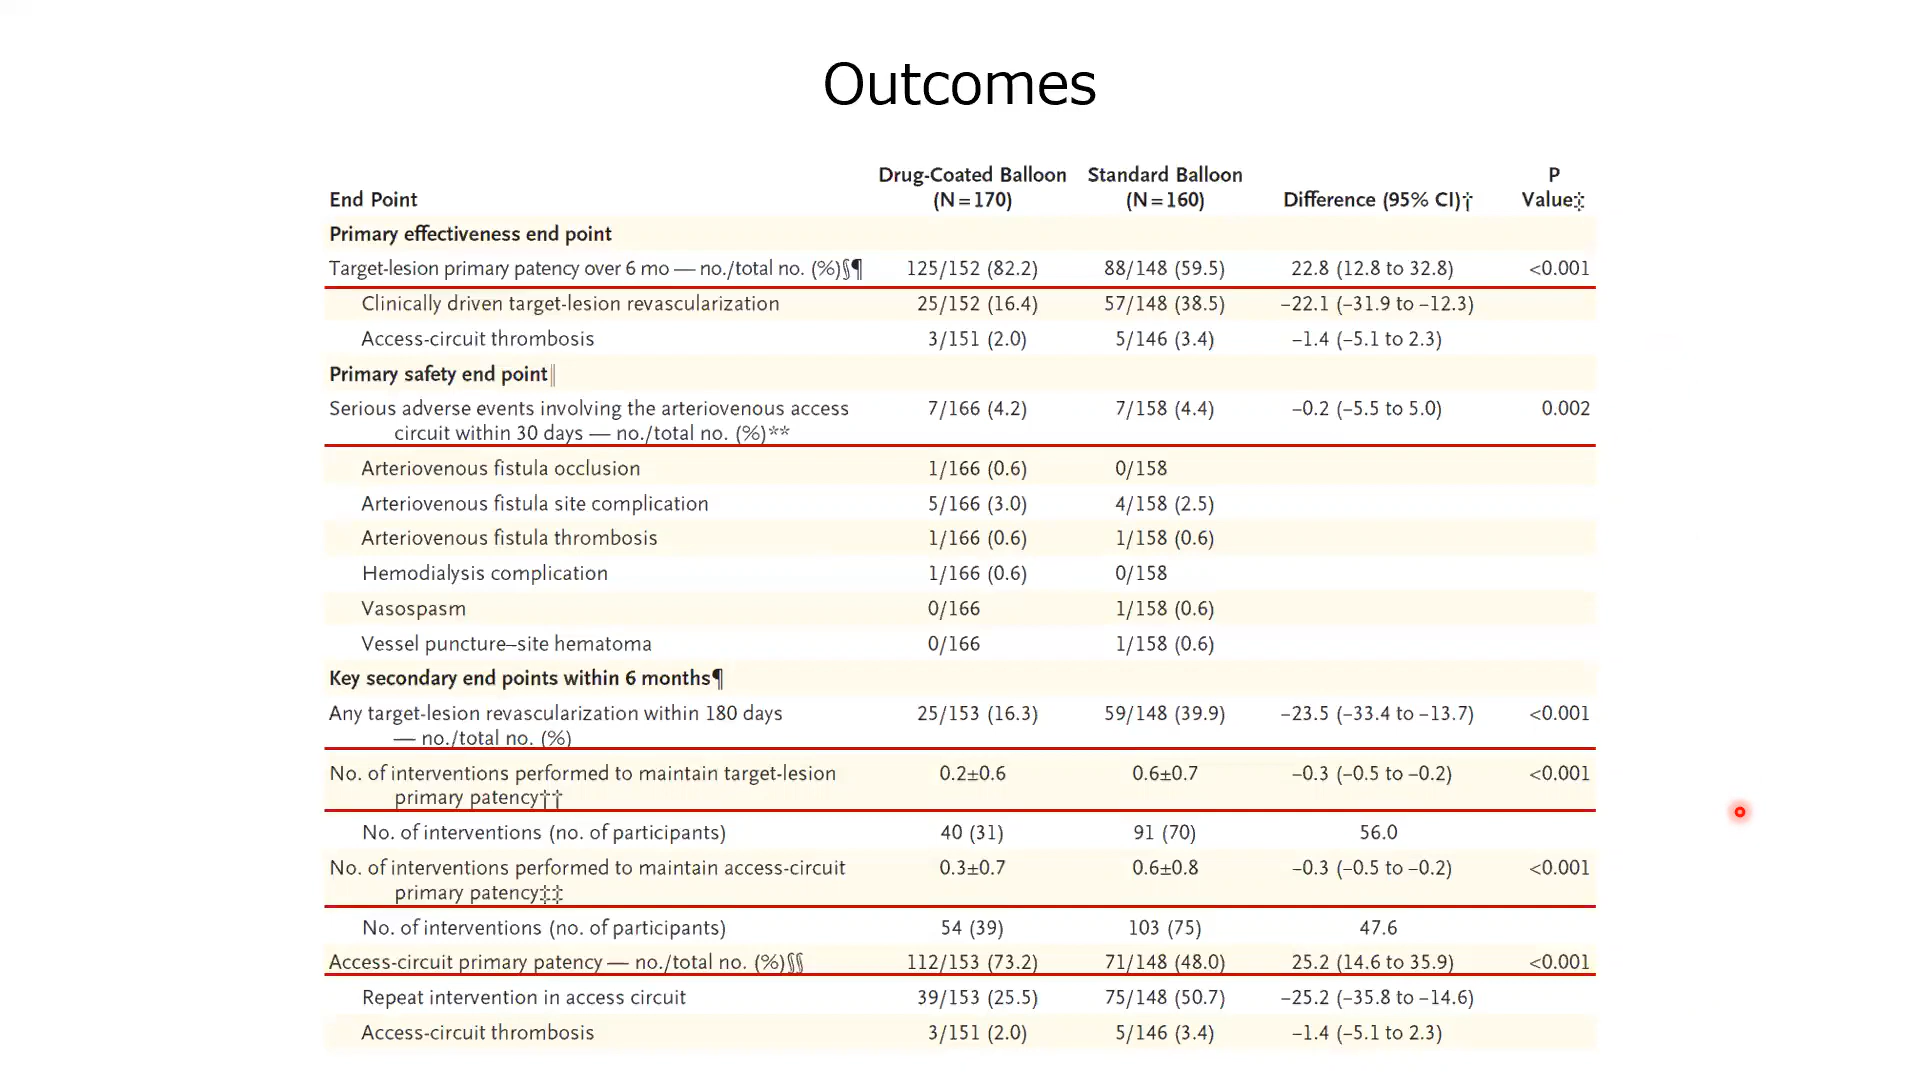 Outcomes
Drug-Coated Balloon Standard Balloon P
End Point (N=170) (N=160) Difference (95% CI)† Value‡
Primary effectiveness end point
Target-lesion primary patency over 6 mo — no./total no. (%)§¶ 125/152 (82.2) 88/148 (59.5) 22.8 (12.8 to 32.8) <0.001
Clinically driven target-lesion revascularization 25/152 (16.4) 57/148 (38.5) −22.1 (−31.9 to −12.3)
Access-circuit thrombosis 3/151 (2.0) 5/146 (3.4) −1.4 (−5.1 to 2.3)
Primary safety end point‖
Serious adverse events involving the arteriovenous access 7/166 (4.2) 7/158 (4.4) −0.2 (−5.5 to 5.0) 0.002
circuit within 30 days — no./total no. (%)**
Arteriovenous fistula occlusion 1/166 (0.6) 0/158
Arteriovenous fistula site complication 5/166 (3.0) 4/158 (2.5)
Arteriovenous fistula thrombosis 1/166 (0.6) 1/158 (0.6)
Hemodialysis complication 1/166 (0.6) 0/158
Vasospasm 0/166 1/158 (0.6)
Vessel puncture–site hematoma 0/166 1/158 (0.6)
Key secondary end points within 6 months¶
Any target-lesion revascularization within 180 days 25/153 (16.3) 59/148 (39.9) −23.5 (−33.4 to −13.7) <0.001
— no./total no. (%)
No. of interventions performed to maintain target-lesion 0.2±0.6 0.6±0.7 −0.3 (−0.5 to −0.2) <0.001
primary patency††
No. of interventions (no. of participants) 40 (31) 91 (70) 56.0
No. of interventions performed to maintain access-circuit 0.3±0.7 0.6±0.8 −0.3 (−0.5 to −0.2) <0.001
primary patency‡‡
No. of interventions (no. of participants) 54 (39) 103 (75) 47.6
Access-circuit primary patency — no./total no. (%)§§ 112/153 (73.2) 71/148 (48.0) 25.2 (14.6 to 35.9) <0.001
Repeat intervention in access circuit 39/153 (25.5) 75/148 (50.7) −25.2 (−35.8 to −14.6)
Access-circuit thrombosis 3/151 (2.0) 5/146 (3.4) −1.4 (−5.1 to 2.3)